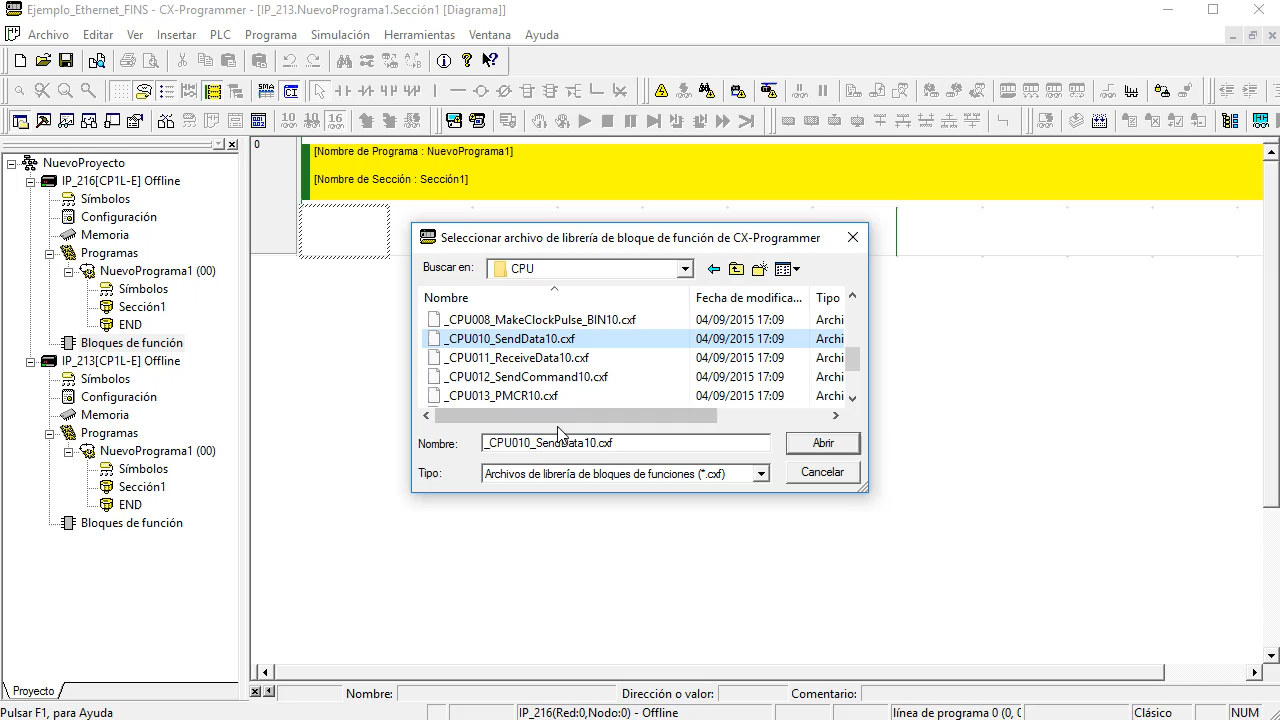 Ejemplo_Ethernet_FINS - CX-Programmer - [IP_213.NuevoPrograma1.Sección1 [Diagrama]]
Archivo Editar Ver Insertar PLC Programa Simulación Herramientas Ventana Ayuda
NuevoProyecto
IP_216[CP1L-E] Offline
Símbolos
Configuración
Memoria
Programas
NuevoPrograma1 (00)
Símbolos
Sección1
END
Bloques de función
IP_213[CP1L-E] Offline
Símbolos
Configuración
Memoria
Programas
NuevoPrograma1 (00)
Símbolos
Sección1
END
Bloques de función
Proyecto
0
[Nombre de Programa : NuevoPrograma1]
[Nombre de Sección : Sección1]
Seleccionar archivo de librería de bloque de función de CX-Programmer
Buscar en: CPU
Nombre Fecha de modifica... Tipo
_CPU008_MakeClockPulse_BIN10.cxf 04/09/2015 17:09 Archi
_CPU010_SendData10.cxf 04/09/2015 17:09 Archi
_CPU011_ReceiveData10.cxf 04/09/2015 17:09 Archi
_CPU012_SendCommand10.cxf 04/09/2015 17:09 Archi
_CPU013_PMCR10.cxf 04/09/2015 17:09 Archi
Nombre: _CPU010_SendData10.cxf Abrir
Tipo: Archivos de librería de bloques de funciones (*.cxf) Cancelar
Nombre: Dirección o valor: Comentario:
Pulsar F1, para Ayuda IP_216(Red:0,Nodo:0) - Offline línea de programa 0 (0, 0 Clásico NUM